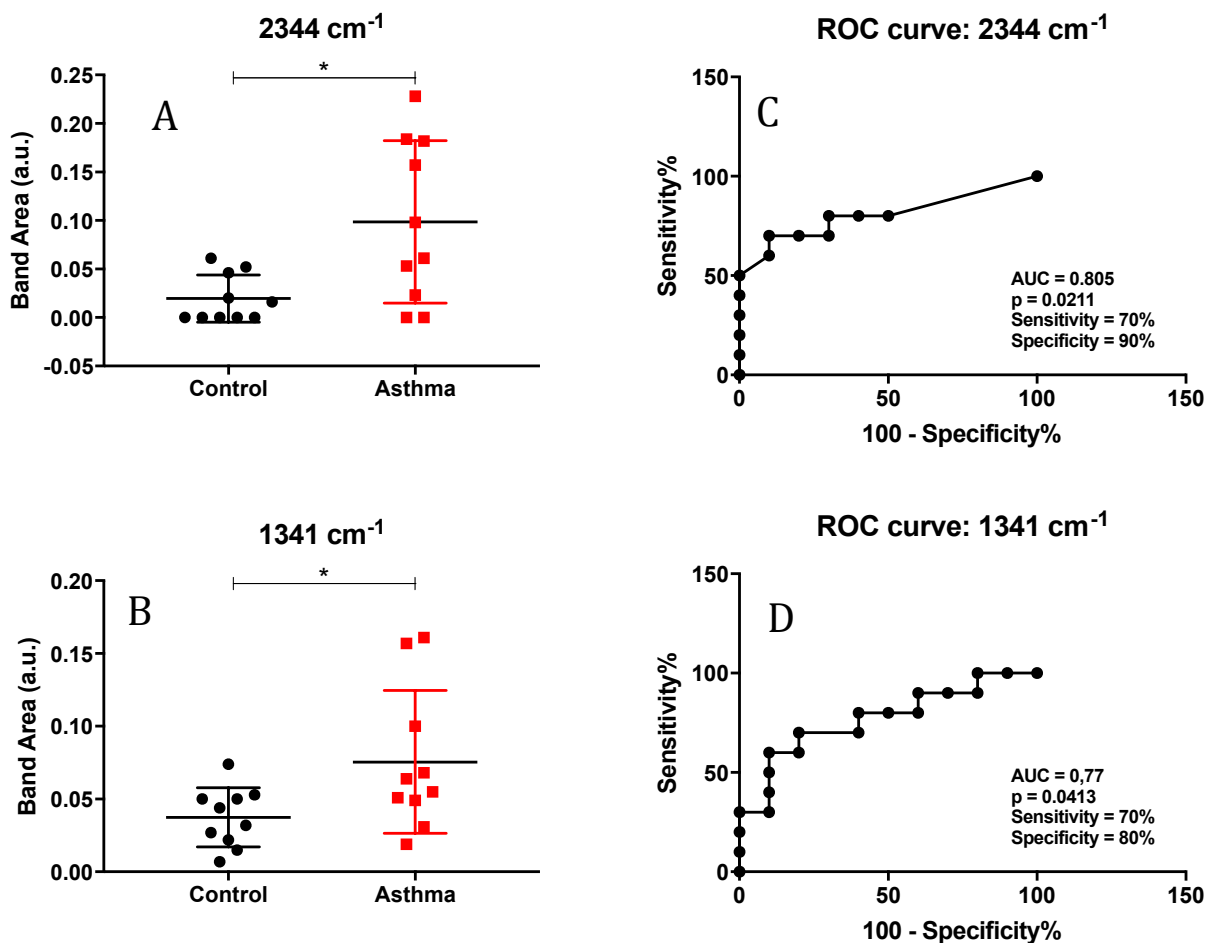 2344 cm⁻¹
*
A
0.25
0.20
0.15
0.10
0.05
0.00
-0.05
Band Area (a.u.)
Control Asthma
ROC curve: 2344 cm⁻¹
C
150
100
50
0
Sensitivity%
AUC = 0.805
p = 0.0211
Sensitivity = 70%
Specificity = 90%
0 50 100 150
100 - Specificity%
1341 cm⁻¹
*
B
0.20
0.15
0.10
0.05
0.00
Band Area (a.u.)
Control Asthma
ROC curve: 1341 cm⁻¹
D
150
100
50
0
Sensitivity%
AUC = 0,77
p = 0.0413
Sensitivity = 70%
Specificity = 80%
0 50 100 150
100 - Specificity%